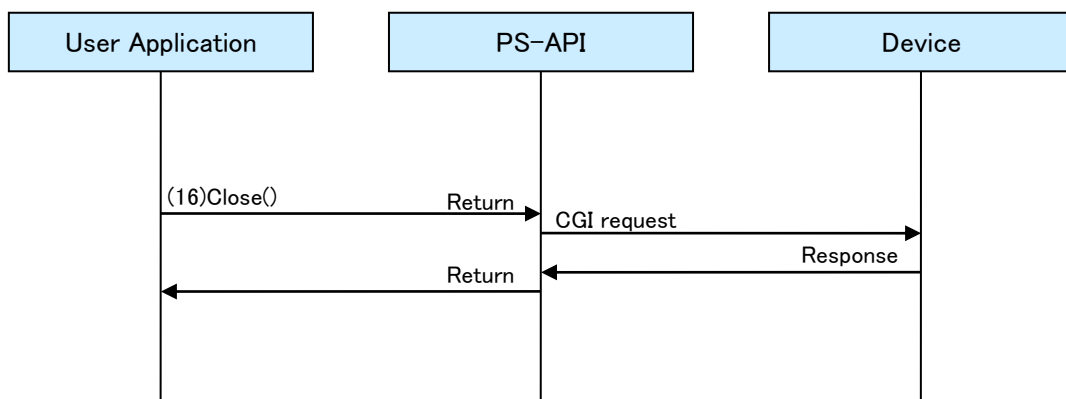 User Application
PS-API
Device
(16)Close()
Return
CGI request
Response
Return